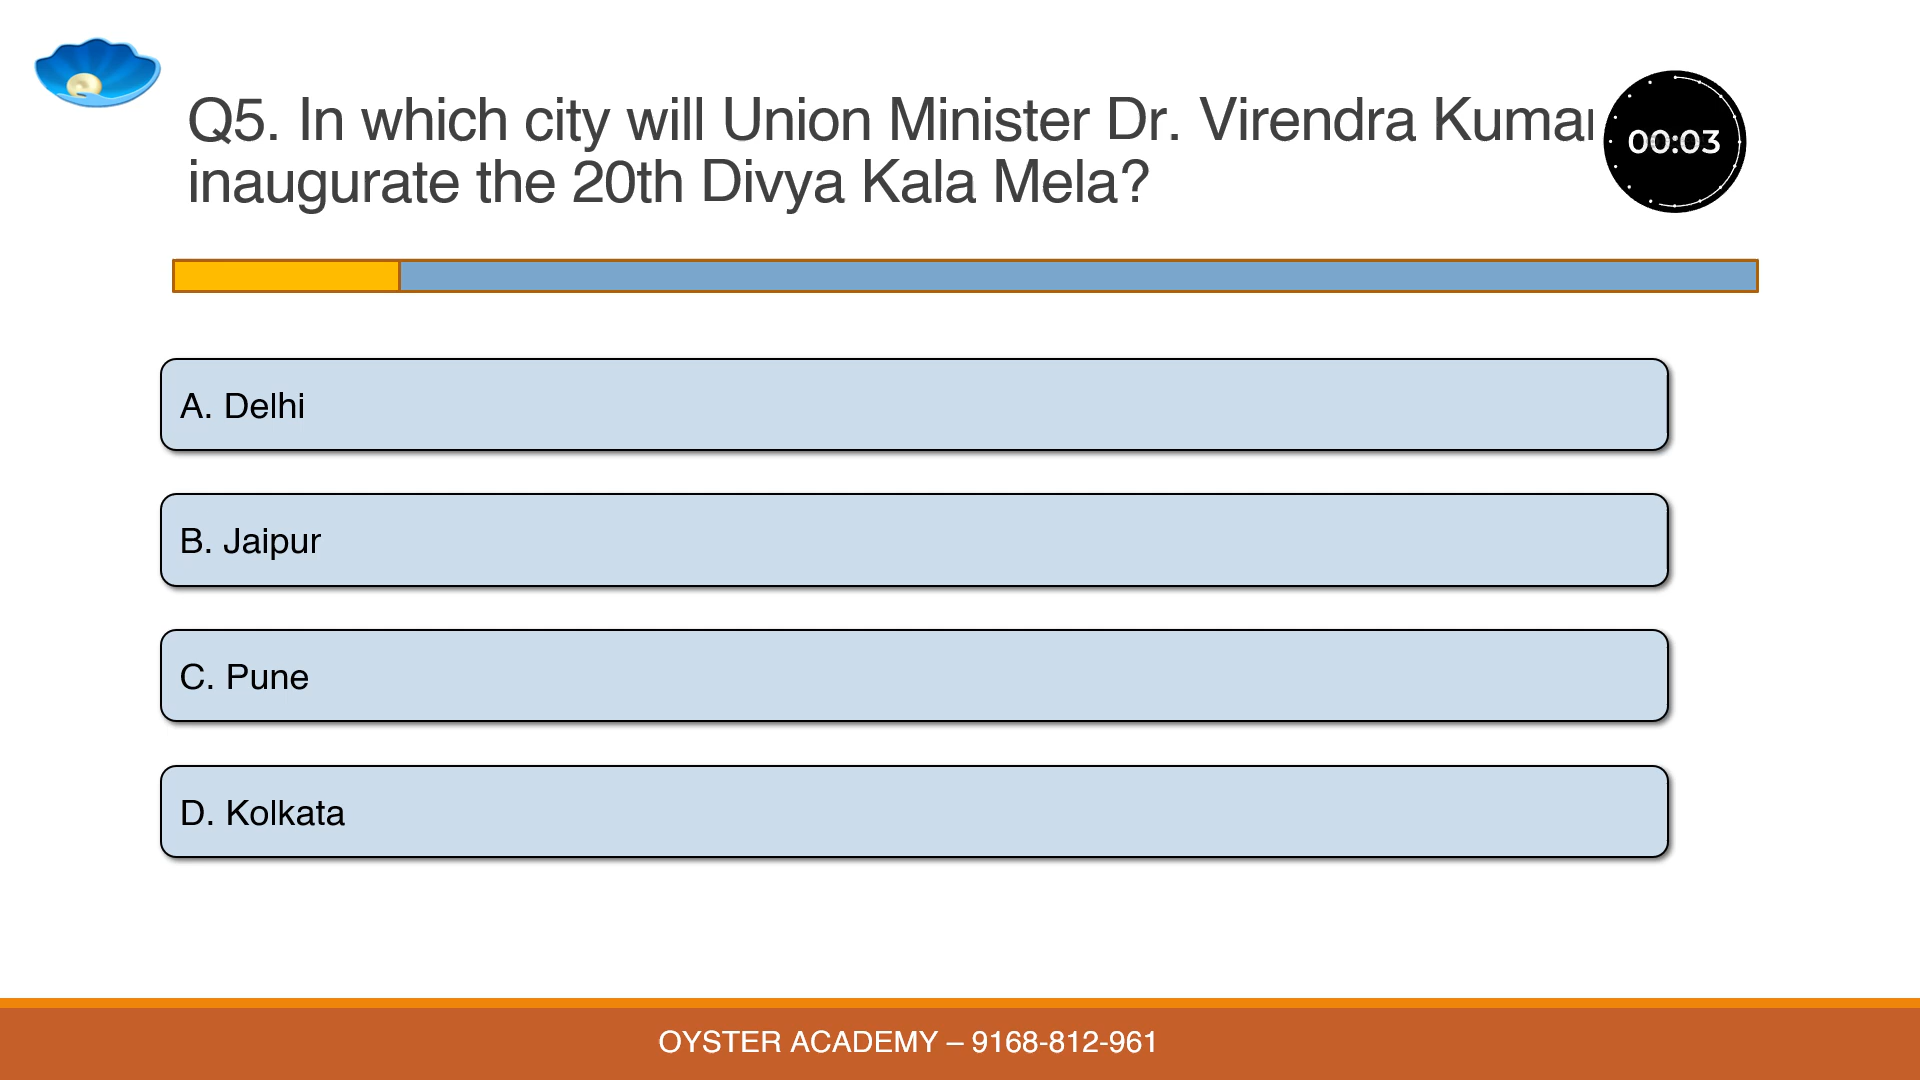 Q5. In which city will Union Minister Dr. Virendra Kumar
inaugurate the 20th Divya Kala Mela?
00:03
A. Delhi
B. Jaipur
C. Pune
D. Kolkata
OYSTER ACADEMY – 9168-812-961